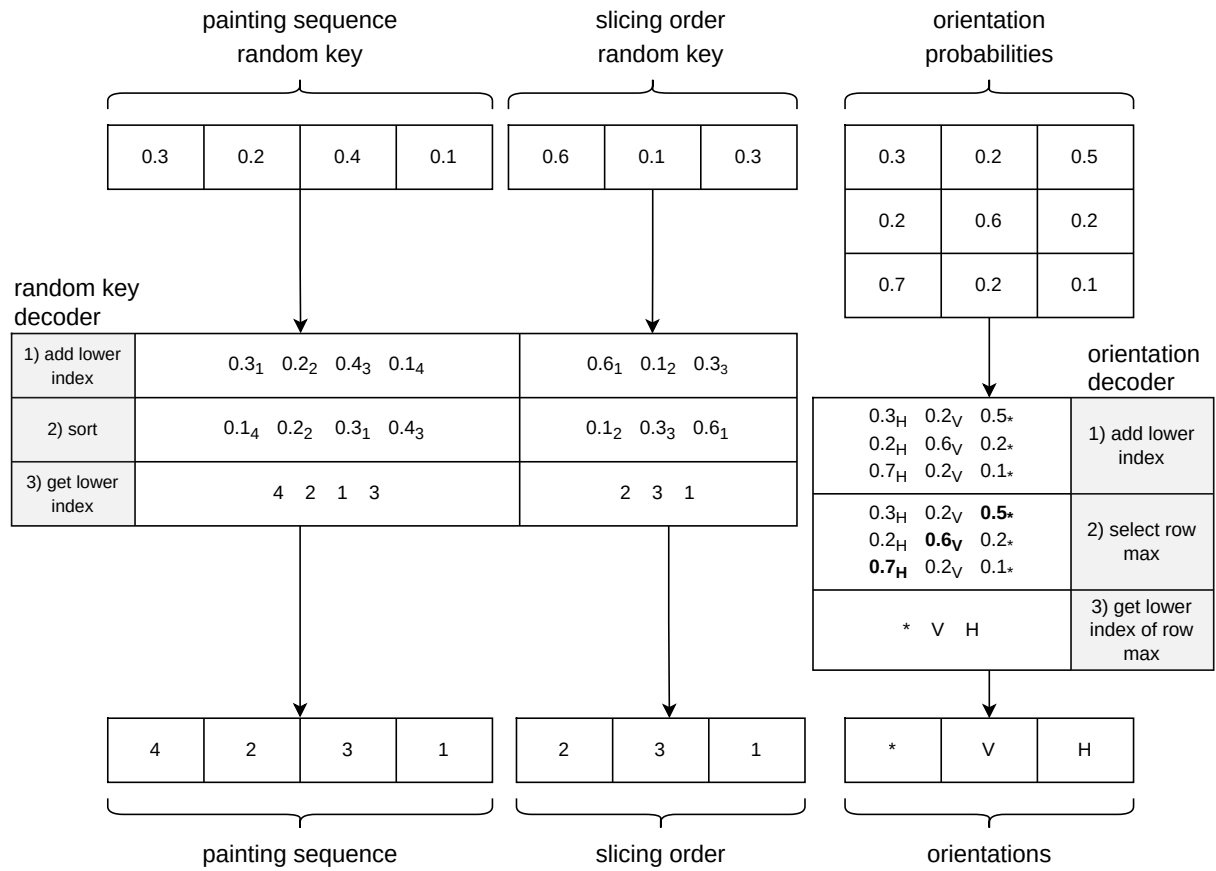 painting sequence
random key
slicing order
random key
orientation
probabilities
0.3 0.2 0.4 0.1
0.6 0.1 0.3
0.3 0.2 0.5
0.2 0.6 0.2
0.7 0.2 0.1
random key
decoder
1) add lower
index
0.3₁ 0.2₂ 0.4₃ 0.1₄
0.6₁ 0.1₂ 0.3₃
2) sort
0.1₄ 0.2₂ 0.3₁ 0.4₃
0.1₂ 0.3₃ 0.6₁
3) get lower
index
4 2 1 3
2 3 1
orientation
decoder
0.3H 0.2V 0.5*
0.2H 0.6V 0.2*
0.7H 0.2V 0.1*
1) add lower
index
0.3H 0.2V 0.5*
0.2H 0.6V 0.2*
0.7H 0.2V 0.1*
2) select row
max
* V H
3) get lower
index of row
max
4 2 3 1
2 3 1
* V H
painting sequence
slicing order
orientations